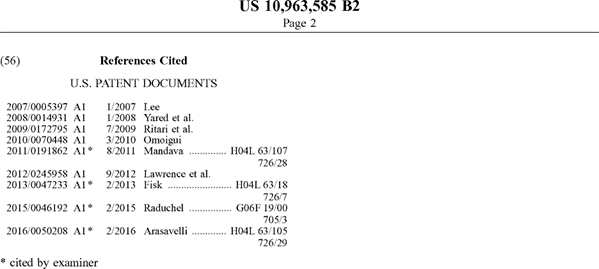 US 10,963,585 B2
Page 2
(56) References Cited
U.S. PATENT DOCUMENTS
2007/0005397 A1 1/2007 Lee
2008/0014931 A1 1/2008 Yared et al.
2009/0172795 A1 7/2009 Ritari et al.
2010/0070448 A1 3/2010 Omoigui
2011/0191862 A1* 8/2011 Mandava .............. H04L 63/107
726/28
2012/0245958 A1 9/2012 Lawrence et al.
2013/0047233 A1* 2/2013 Fisk ........................ H04L 63/18
726/7
2015/0046192 A1* 2/2015 Raduchel ................ G06F 19/00
705/3
2016/0050208 A1* 2/2016 Arasavelli ............. H04L 63/105
726/29
* cited by examiner